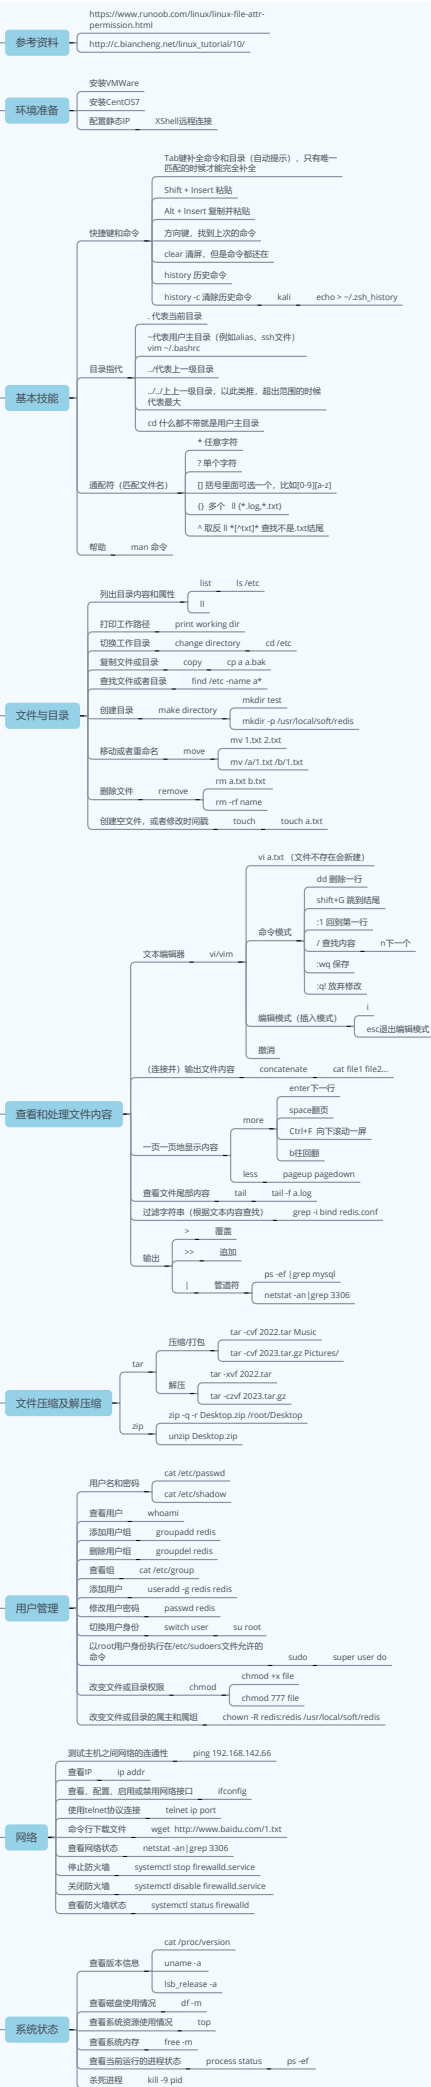 参考资料
https://www.runoob.com/linux/linux-file-attr-
permission.html
http://c.biancheng.net/linux_tutorial/10/
环境准备
安装VMWare
安装CentOS7
配置静态IP
XShell远程连接
基本技能
快捷键和命令
Tab键补全命令和目录（自动提示），只有唯一
匹配的时候才能完全补全
Shift + Insert 粘贴
Alt + Insert 复制并粘贴
方向键，找到上次的命令
clear 清屏，但是命令都还在
history 历史命令
history -c 清除历史命令
kali
echo > ~/.zsh_history
目录指代
. 代表当前目录
~代表用户主目录（例如alias、ssh文件）
vim ~/.bashrc
../代表上一级目录
../../上上一级目录，以此类推，超出范围的时候
代表最大
cd 什么都不带就是用户主目录
通配符（匹配文件名）
* 任意字符
? 单个字符
[] 括号里面可选一个，比如[0-9][a-z]
{} 多个 ll {*.log,*.txt}
^ 取反 ll *[^txt]* 查找不是.txt结尾
帮助
man 命令
文件与目录
列出目录内容和属性
list
ls /etc
ll
打印工作路径
print working dir
切换工作目录
change directory
cd /etc
复制文件或目录
copy
cp a a.bak
查找文件或者目录
find /etc -name a*
创建目录
make directory
mkdir test
mkdir -p /usr/local/soft/redis
移动或者重命名
move
mv 1.txt 2.txt
mv /a/1.txt /b/1.txt
删除文件
remove
rm a.txt b.txt
rm -rf name
创建空文件，或者修改时间戳
touch
touch a.txt
查看和处理文件内容
文本编辑器
vi/vim
vi a.txt （文件不存在会新建）
命令模式
dd 删除一行
shift+G 跳到结尾
:1 回到第一行
/ 查找内容
n下一个
:wq 保存
:q! 放弃修改
编辑模式（插入模式）
i
esc退出编辑模式
撤消
（连接并）输出文件内容
concatenate
cat file1 file2...
一页一页地显示内容
more
enter下一行
space翻页
Ctrl+F 向下滚动一屏
b往回翻
less
pageup pagedown
查看文件尾部内容
tail
tail -f a.log
过滤字符串（根据文本内容查找）
grep -i bind redis.conf
输出
>
覆盖
>>
追加
|
管道符
ps -ef |grep mysql
netstat -an|grep 3306
文件压缩及解压缩
tar
压缩/打包
tar -cvf 2022.tar Music
tar -cvf 2023.tar.gz Pictures/
解压
tar -xvf 2022.tar
tar -czvf 2023.tar.gz
zip
zip -q -r Desktop.zip /root/Desktop
unzip Desktop.zip
用户管理
用户名和密码
cat /etc/passwd
cat /etc/shadow
查看用户
whoami
添加用户组
groupadd redis
删除用户组
groupdel redis
查看组
cat /etc/group
添加用户
useradd -g redis redis
修改用户密码
passwd redis
切换用户身份
switch user
su root
以root用户身份执行在/etc/sudoers文件允许的
命令
sudo
super user do
改变文件或目录权限
chmod
chmod +x file
chmod 777 file
改变文件或目录的属主和属组
chown -R redis:redis /usr/local/soft/redis
网络
测试主机之间网络的连通性
ping 192.168.142.66
查看IP
ip addr
查看、配置、启用或禁用网络接口
ifconfig
使用telnet协议连接
telnet ip port
命令行下载文件
wget http://www.baidu.com/1.txt
查看网络状态
netstat -an|grep 3306
停止防火墙
systemctl stop firewalld.service
关闭防火墙
systemctl disable firewalld.service
查看防火墙状态
systemctl status firewalld
系统状态
查看版本信息
cat /proc/version
uname -a
lsb_release -a
查看磁盘使用情况
df -m
查看系统资源使用情况
top
查看系统内存
free -m
查看当前运行的进程状态
process status
ps -ef
杀死进程
kill -9 pid